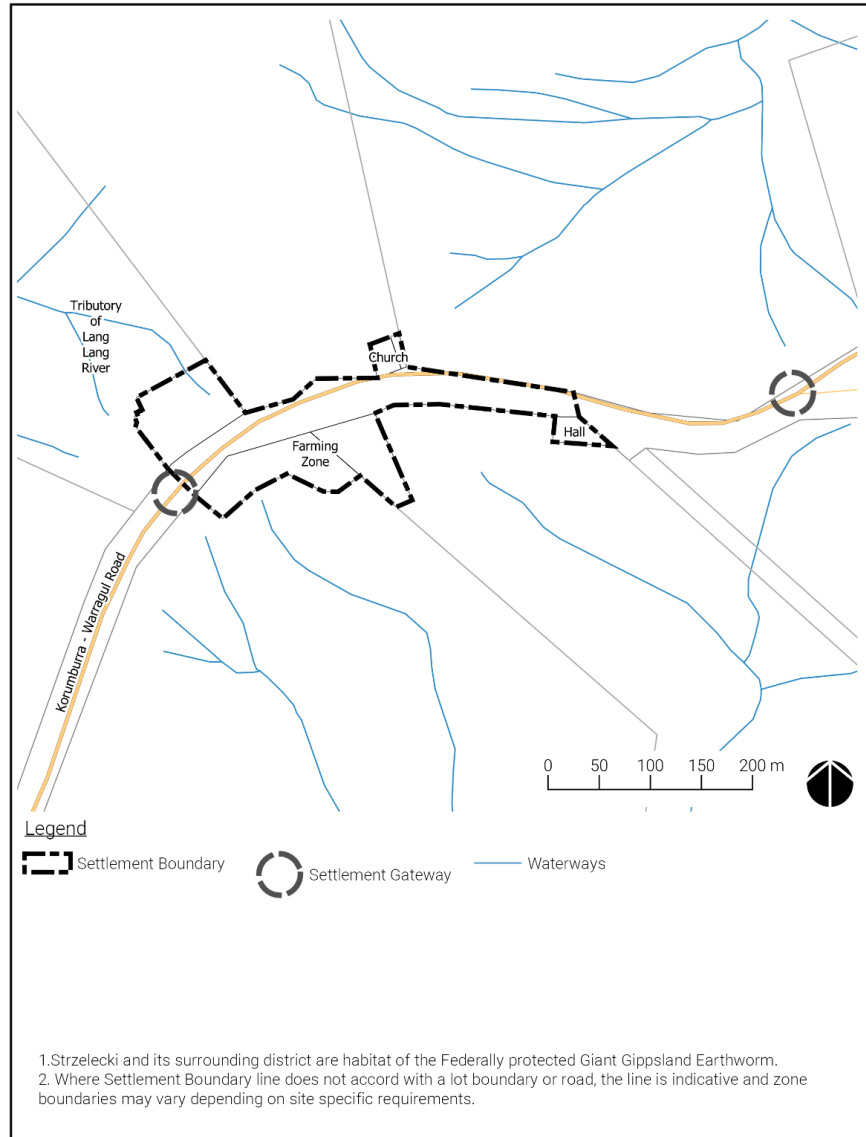 Tributory
of
Lang
Lang
River
Church
Farming
Zone
Hall
Korumburra - Warragul Road
0 50 100 150 200 m
Legend
Settlement Boundary
Settlement Gateway
Waterways
1.Strzelecki and its surrounding district are habitat of the Federally protected Giant Gippsland Earthworm.
2. Where Settlement Boundary line does not accord with a lot boundary or road, the line is indicative and zone
boundaries may vary depending on site specific requirements.